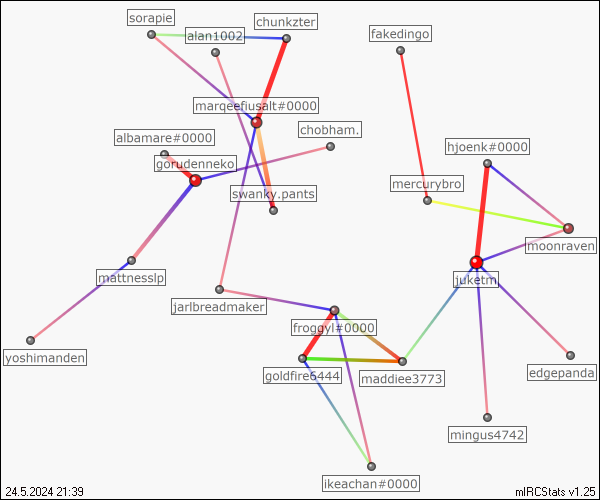 sorapie
chunkzter
alan1002
fakedingo
marqeefiusalt#0000
albamare#0000
chobham.
hjoenk#0000
gorudenneko
mercurybro
swanky.pants
moonraven
mattnesslp
juketm
jarlbreadmaker
froggyl#0000
yoshimanden
goldfire6444
maddiee3773
edgepanda
mingus4742
ikeachan#0000
24.5.2024 21:39
mIRCStats v1.25